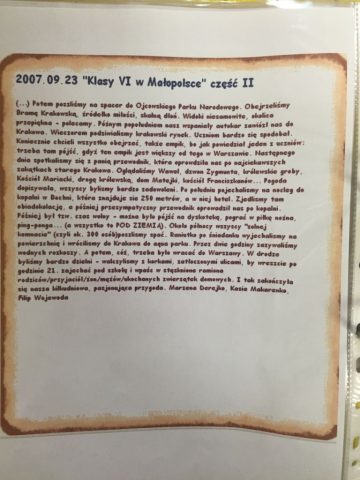 2007.09.23 "Klasy VI w Małopolsce" część II
(...) Potem poszliśmy na spacer do Ojcowskiego Parku Narodowego. Obejrzeliśmy
Bramę Krakowską, źródełko miłości, skalną dłoń. Widoki niesamowite, okolica
przepiękna - polecamy. Późnym popołudniem nasz wspaniały autokar zawiózł nas do
Krakowa. Wieczorem podziwialiśmy krakowski rynek. Uczniom bardzo się spodobał.
Koniecznie chcieli wszystko obejrzeć, także empik, bo jak powiedział jeden z uczniów:
trzeba tam pójść, gdyż ten empik jest większy od tego w Warszawie. Następnego
dnia spotkaliśmy się z panią przewodnik, która oprowadziła nas po najciekawszych
zakątkach starego Krakowa. Oglądaliśmy Wawel, dzwon Zygmunta, królewskie groby,
Kościół Mariacki, drogę królewską, dom Matejki, kościół Franciszkanów... Pogoda
dopisywała, wszyscy byliśmy bardzo zadowoleni. Po południu pojechaliśmy na nocleg do
kopalni w Bochni, która znajduje się 250 metrów, a w niej hotel. Zjedliśmy tam
obiadokolację, a później przesympatyczny przewodnik oprowadził nas po kopalni.
Później był tzw. czas wolny - można było pójść na dyskotekę, pograć w piłkę nożną,
ping-ponga... (a wszystko to POD ZIEMIĄ). Około północy wszyscy "zalnęj
(czyli ok. 300 osób)poszliśmy spać. Raniutko po śniadaniu wyjechaliśmy na
powierzchnię i wróciliśmy do Krakowa do aqua parku. Przez dwie godziny zażywaliśmy
wodnych rozkoszy. A potem, cóż, trzeba było wracać do Warszawy. W drodze
byliśmy bardzo dzielni - walczyliśmy z korkami, zatłoczonymi ulicami, by wreszcie po
godzinie 21. zajechać pod szkołę i wpaść w stęsknione ramiona
rodziców/przyjaciół/żon/mężów/ukochanych zwierzątek domowych. I tak zakończyła
się nasza kilkudniowa, pasjonująca przygoda. Marzena Derejko, Kasia Makarenko,
Filip Wojewoda